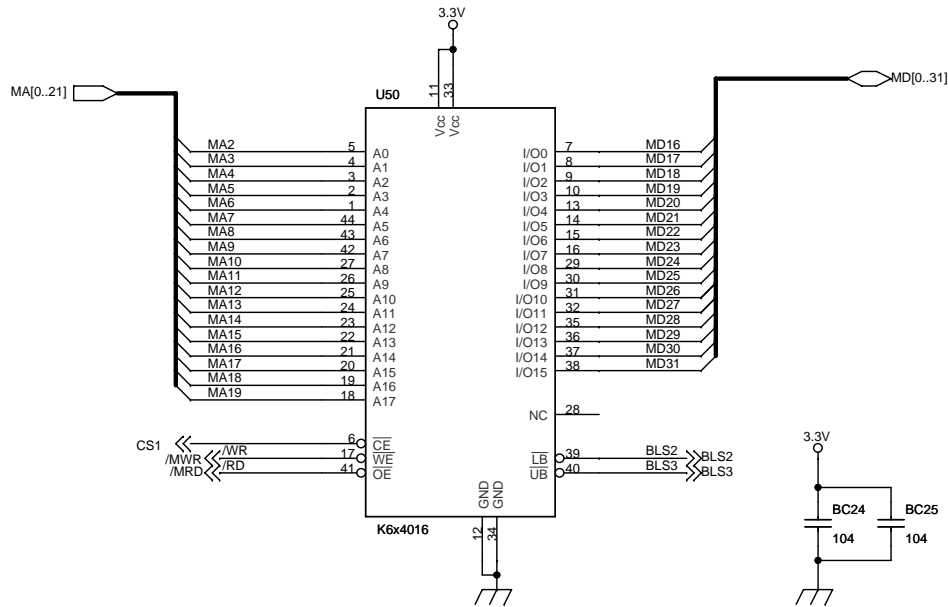 3.3V
MA[0..21]
MD[0..31]
U50
11 33
Vcc Vcc
MA2 5 A0 I/O0 7 MD16
MA3 4 A1 I/O1 8 MD17
MA4 3 A2 I/O2 9 MD18
MA5 2 A3 I/O3 10 MD19
MA6 1 A4 I/O4 13 MD20
MA7 44 A5 I/O5 14 MD21
MA8 43 A6 I/O6 15 MD22
MA9 42 A7 I/O7 16 MD23
MA10 27 A8 I/O8 29 MD24
MA11 26 A9 I/O9 30 MD25
MA12 25 A10 I/O10 31 MD26
MA13 24 A11 I/O11 32 MD27
MA14 23 A12 I/O12 35 MD28
MA15 22 A13 I/O13 36 MD29
MA16 21 A14 I/O14 37 MD30
MA17 20 A15 I/O15 38 MD31
MA18 19 A16
MA19 18 A17
NC 28
CS1 6 CE
/MWR /WR 17 WE LB 39 BLS2 BLS2
/MRD /RD 41 OE UB 40 BLS3 BLS3
GND GND
12 34
K6x4016
3.3V
BC24 BC25
104 104